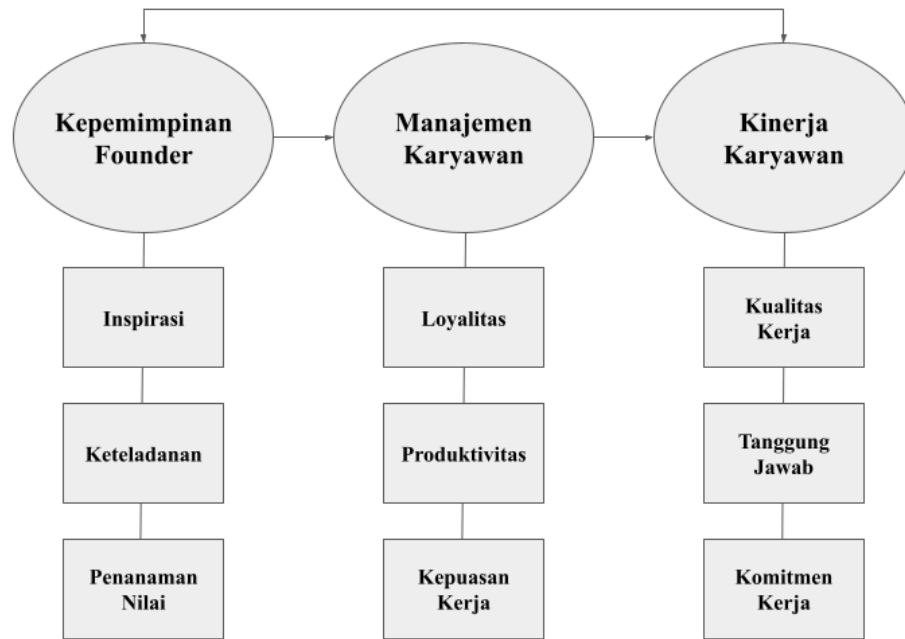 Kepemimpinan
Founder
Manajemen
Karyawan
Kinerja
Karyawan
Inspirasi
Loyalitas
Kualitas
Kerja
Keteladanan
Produktivitas
Tanggung
Jawab
Penanaman
Nilai
Kepuasan
Kerja
Komitmen
Kerja